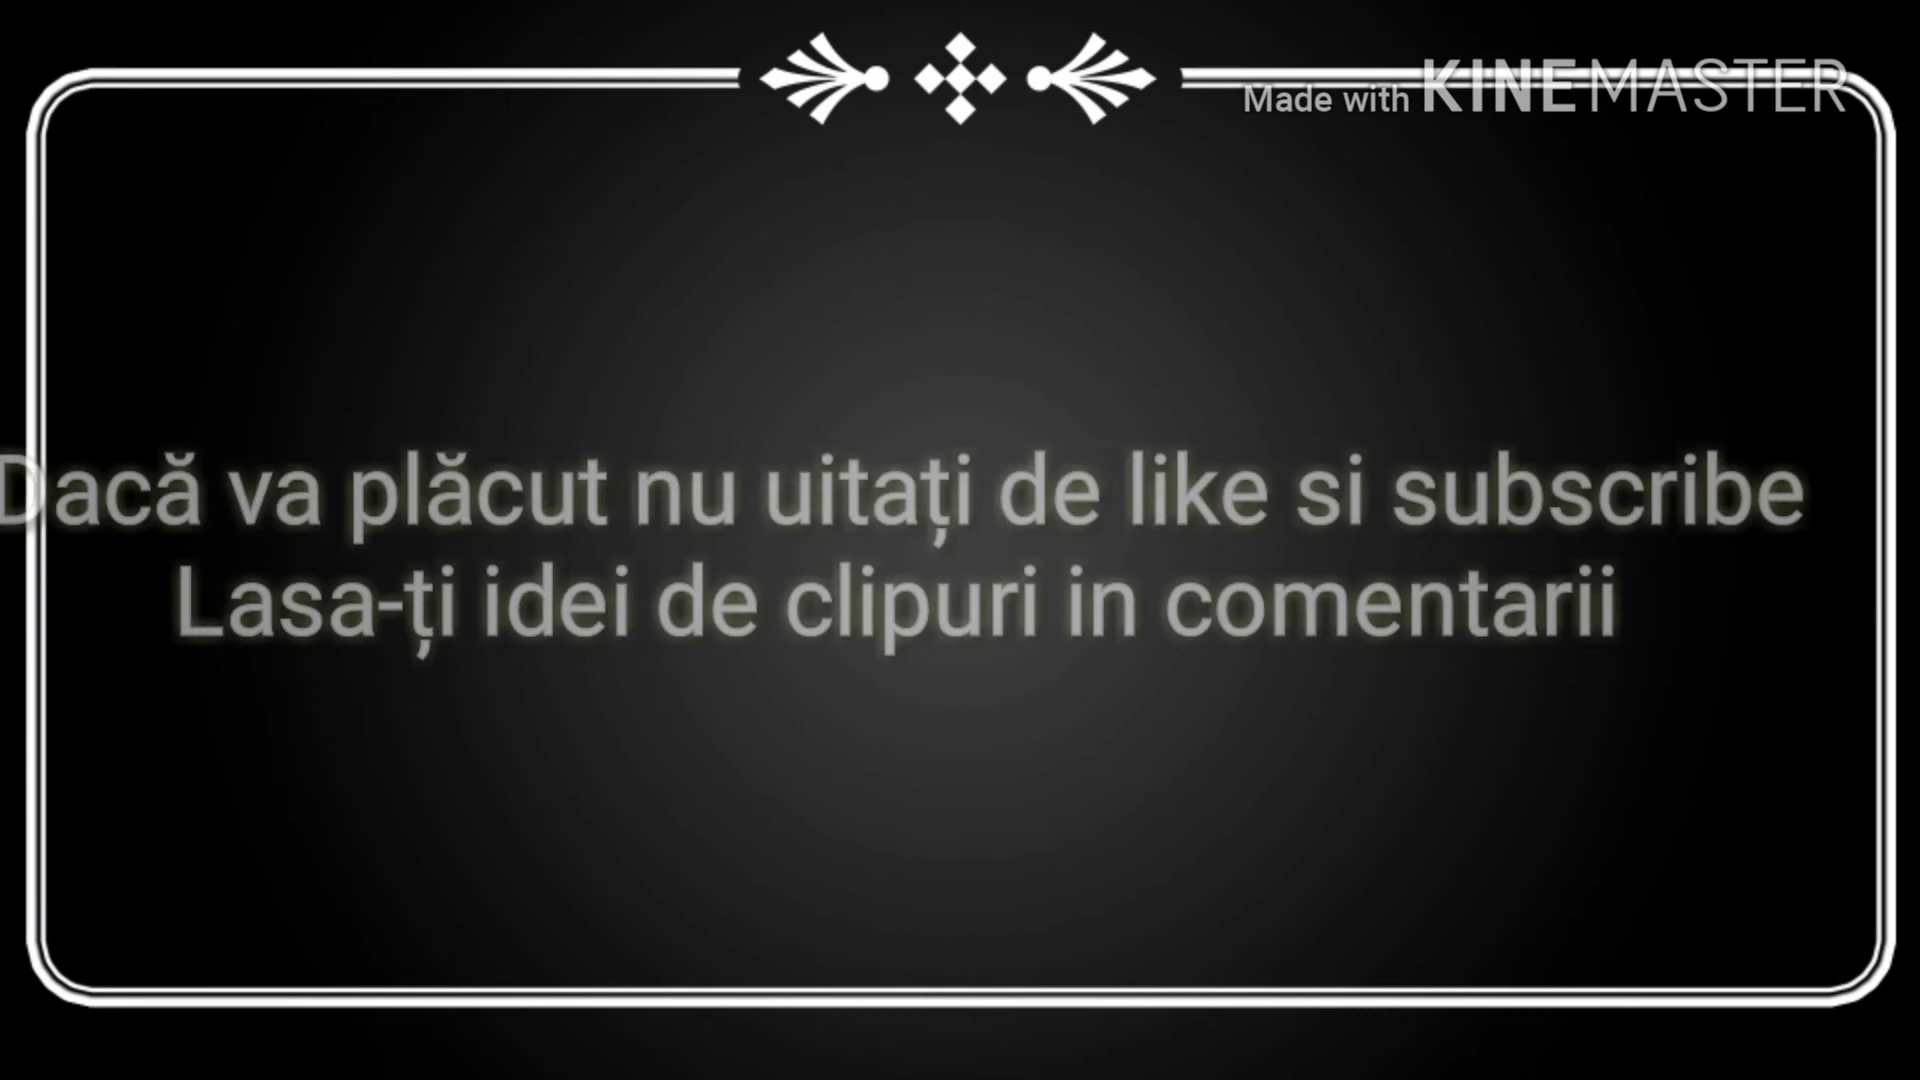 Made with KINEMASTER
Dacă va plăcut nu uitați de like si subscribe
Lasa-ți idei de clipuri in comentarii